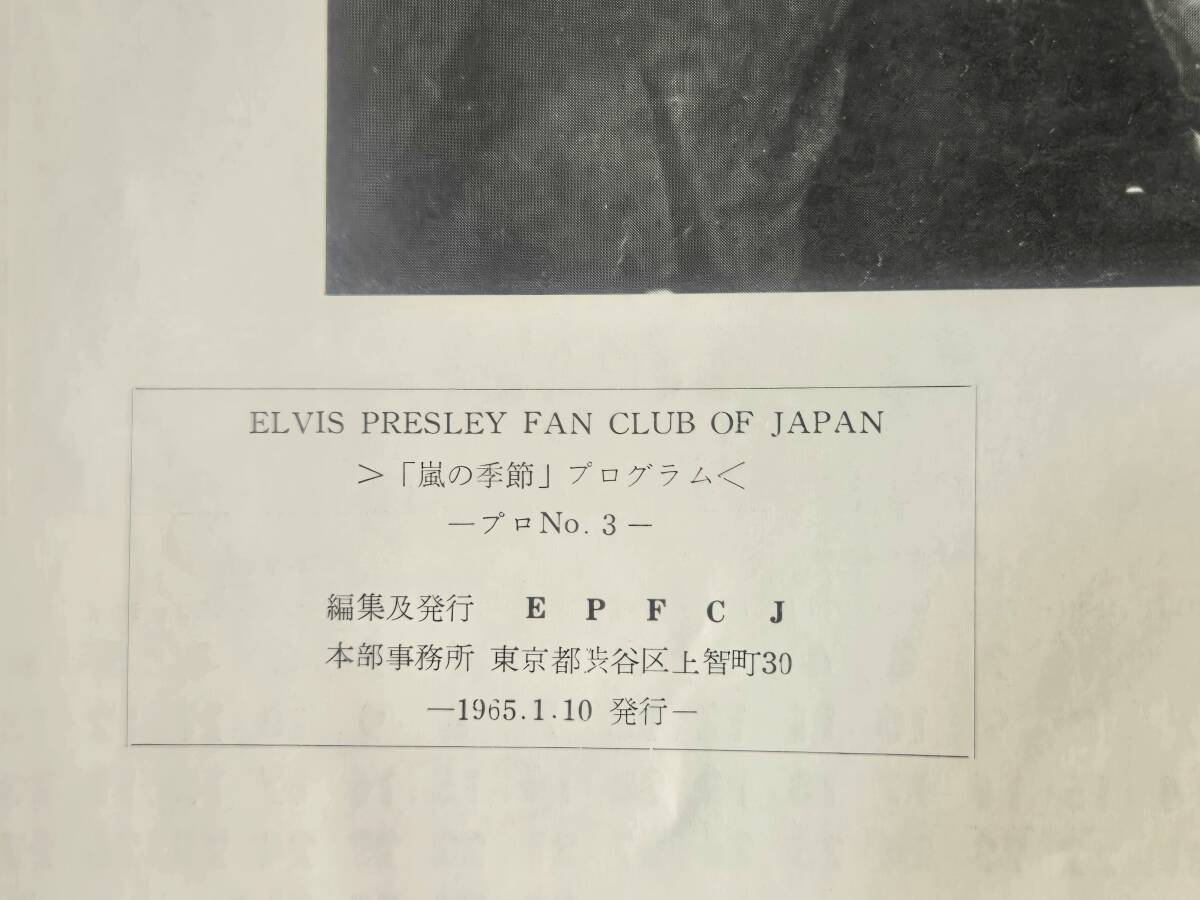 ELVIS PRESLEY FAN CLUB OF JAPAN
>「嵐の季節」プログラム<
—プロNo. 3—
編集及発行 E P F C J
本部事務所 東京都渋谷区上智町30
—1965.1.10 発行—